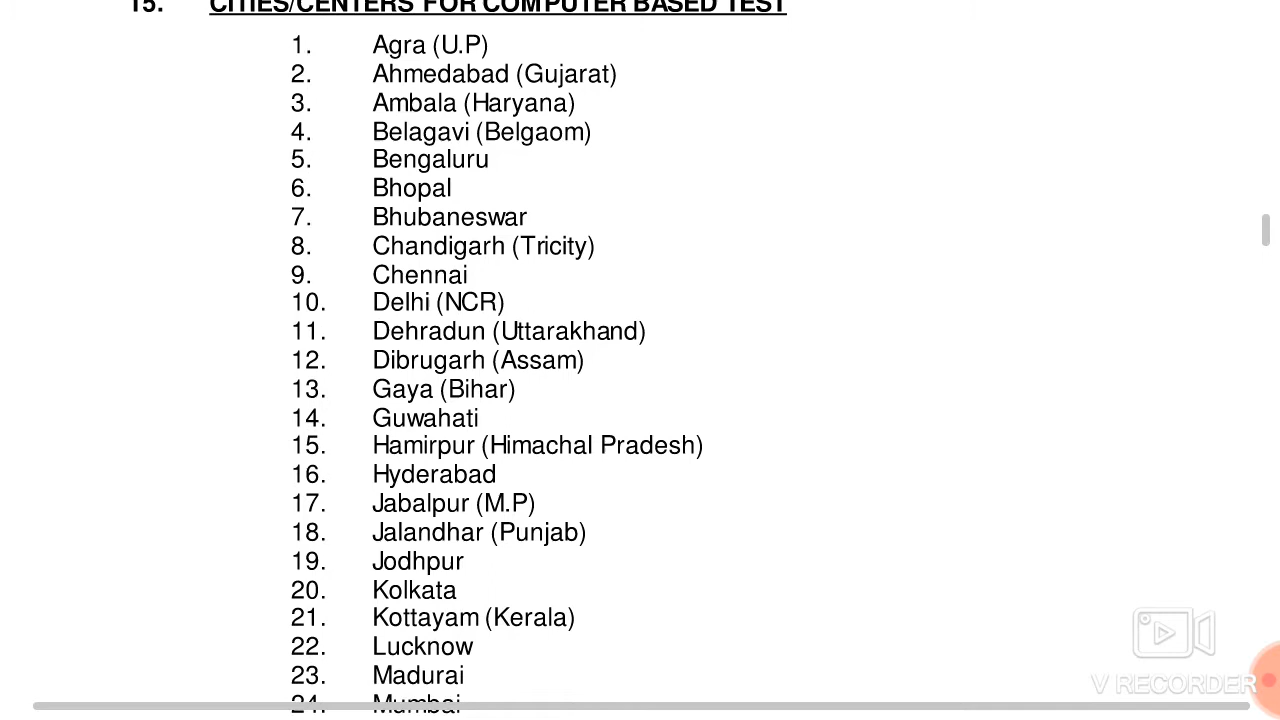 15. CITIES/CENTERS FOR COMPUTER BASED TEST
1. Agra (U.P)
2. Ahmedabad (Gujarat)
3. Ambala (Haryana)
4. Belagavi (Belgaom)
5. Bengaluru
6. Bhopal
7. Bhubaneswar
8. Chandigarh (Tricity)
9. Chennai
10. Delhi (NCR)
11. Dehradun (Uttarakhand)
12. Dibrugarh (Assam)
13. Gaya (Bihar)
14. Guwahati
15. Hamirpur (Himachal Pradesh)
16. Hyderabad
17. Jabalpur (M.P)
18. Jalandhar (Punjab)
19. Jodhpur
20. Kolkata
21. Kottayam (Kerala)
22. Lucknow
23. Madurai
24. Mumbai
V RECORDER